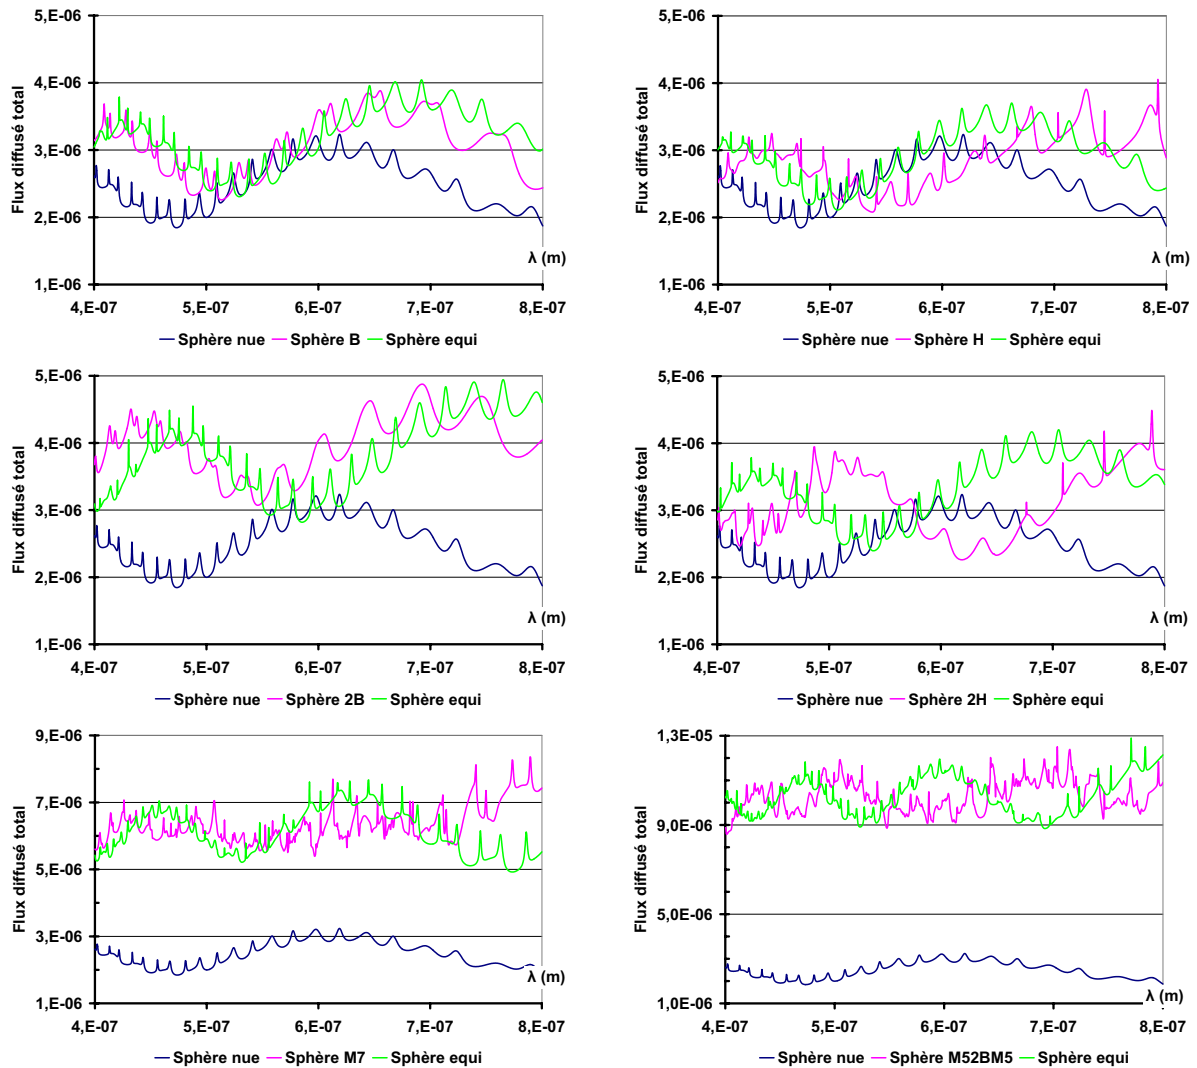 Flux diffusé total
5,E-06
4,E-06
3,E-06
2,E-06
1,E-06
4,E-07 5,E-07 6,E-07 7,E-07 8,E-07
λ (m)
Sphère nue Sphère B Sphère equi
Flux diffusé total
5,E-06
4,E-06
3,E-06
2,E-06
1,E-06
4,E-07 5,E-07 6,E-07 7,E-07 8,E-07
λ (m)
Sphère nue Sphère H Sphère equi
Flux diffusé total
5,E-06
4,E-06
3,E-06
2,E-06
1,E-06
4,E-07 5,E-07 6,E-07 7,E-07 8,E-07
λ (m)
Sphère nue Sphère 2B Sphère equi
Flux diffusé total
5,E-06
4,E-06
3,E-06
2,E-06
1,E-06
4,E-07 5,E-07 6,E-07 7,E-07 8,E-07
λ (m)
Sphère nue Sphère 2H Sphère equi
Flux diffusé total
9,E-06
7,E-06
5,E-06
3,E-06
1,E-06
4,E-07 5,E-07 6,E-07 7,E-07 8,E-07
λ (m)
Sphère nue Sphère M7 Sphère equi
Flux diffusé total
1,3E-05
9,0E-06
5,0E-06
1,0E-06
4,E-07 5,E-07 6,E-07 7,E-07 8,E-07
λ (m)
Sphère nue Sphère M52BM5 Sphère equi